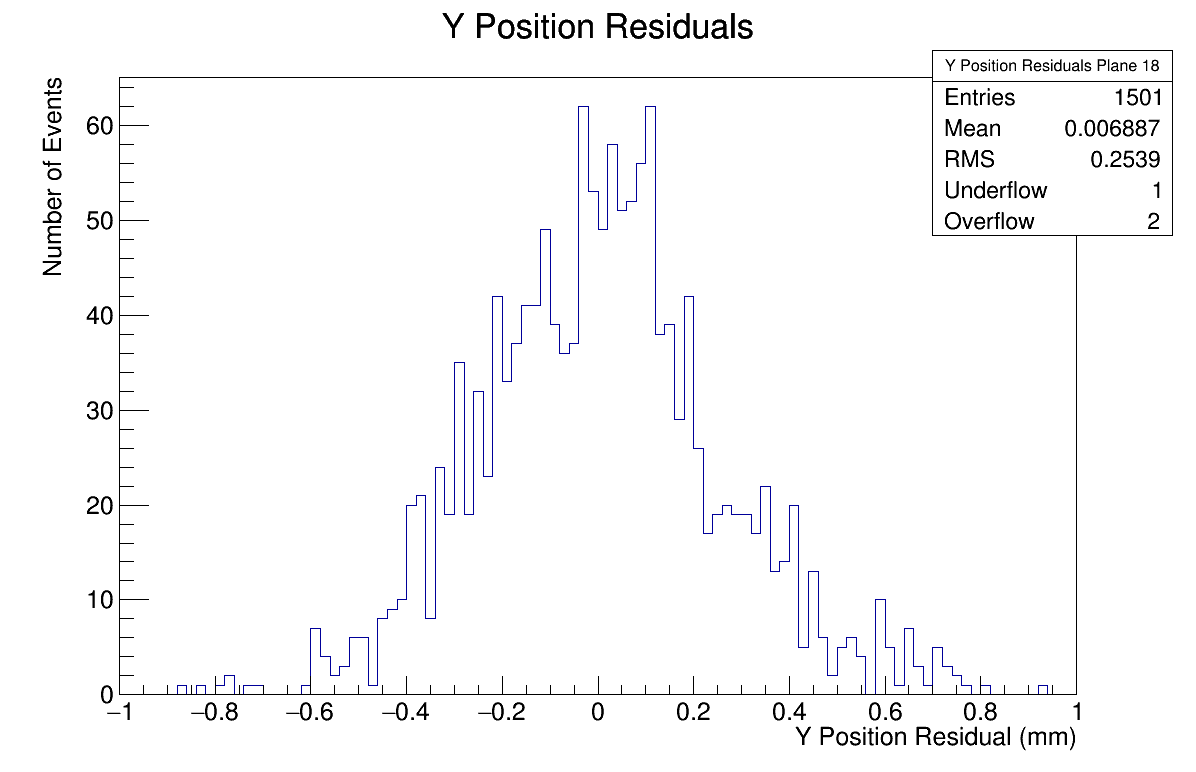 Y Position Residuals
Y Position Residuals Plane 18
Entries 1501
Mean 0.006887
RMS 0.2539
Underflow 1
Overflow 2
Number of Events
60
50
40
30
20
10
0
−1 −0.8 −0.6 −0.4 −0.2 0 0.2 0.4 0.6 0.8 1
Y Position Residual (mm)